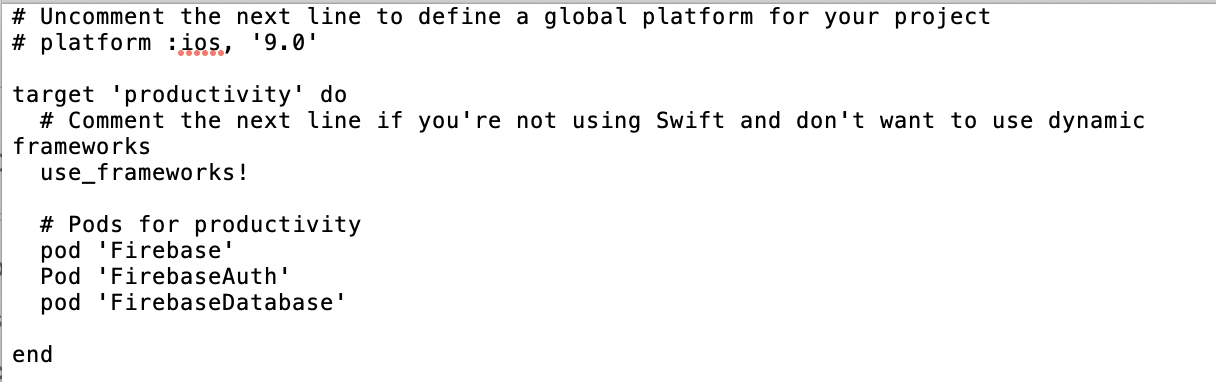 # Uncomment the next line to define a global platform for your project
# platform :ios, '9.0'
target 'productivity' do
# Comment the next line if you're not using Swift and don't want to use dynamic
frameworks
use_frameworks!
# Pods for productivity
pod 'Firebase'
Pod 'FirebaseAuth'
pod 'FirebaseDatabase'
end